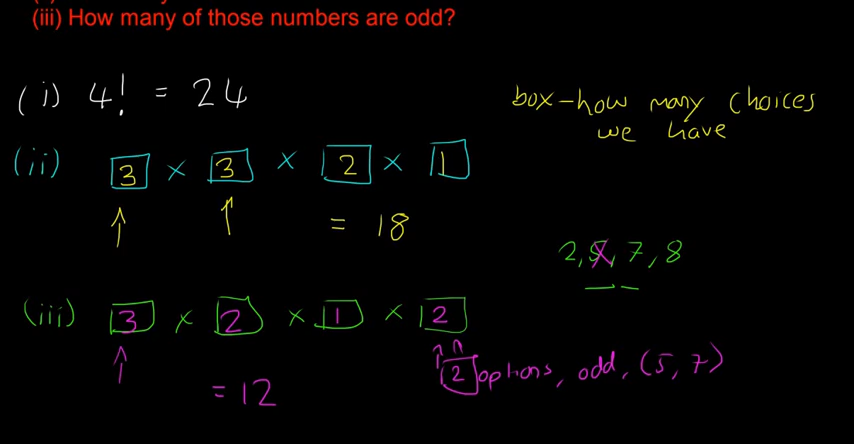 (iii) How many of those numbers are odd?
(i) 4! = 24
box - how many choices
we have
(ii) 3 × 3 × 2 × 1
= 18
2, 5, 7, 8
(iii) 3 × 2 × 1 × 2
2 options, odd, (5, 7)
= 12